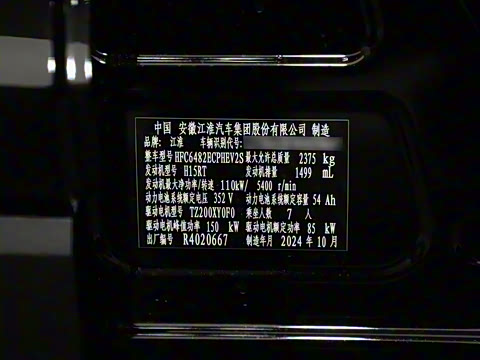 中国 安徽江淮汽车集团股份有限公司 制造
品牌: 江淮 车辆识别代号:
整车型号 HFC6482ECPHEV2S 最大允许总质量 2375 kg
发动机型号 H15RT 发动机排量 1499 mL
发动机最大净功率/转速 110kW/ 5400 r/min
动力电池系统额定电压 352 V 动力电池系统额定容量 54 Ah
驱动电机型号 TZ200XY0F0 乘坐人数 7 人
驱动电机峰值功率 150 kW 驱动电机额定功率 85 kW
出厂编号 R4020667 制造年月 2024 年 10 月